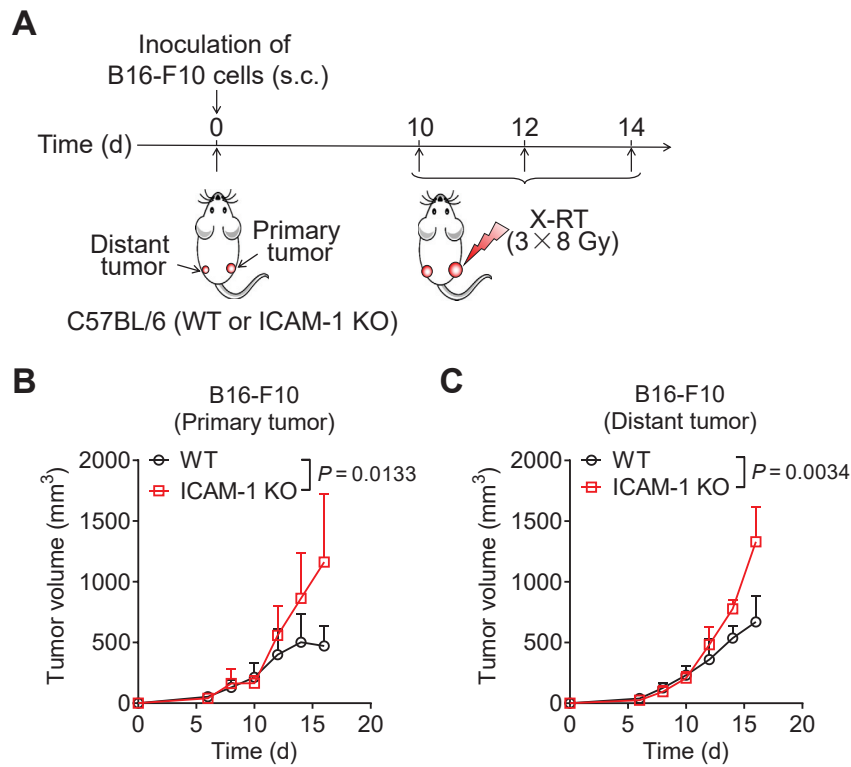 A
Inoculation of
B16-F10 cells (s.c.)
0 10 12 14
Time (d)
Distant
tumor
Primary
tumor
X-RT
(3×8 Gy)
C57BL/6 (WT or ICAM-1 KO)
B
B16-F10
(Primary tumor)
2000
1500
1000
500
0
Tumor volume (mm³)
WT
ICAM-1 KO
P = 0.0133
0 5 10 15 20
Time (d)
C
B16-F10
(Distant tumor)
2000
1500
1000
500
0
Tumor volume (mm³)
WT
ICAM-1 KO
P = 0.0034
0 5 10 15 20
Time (d)